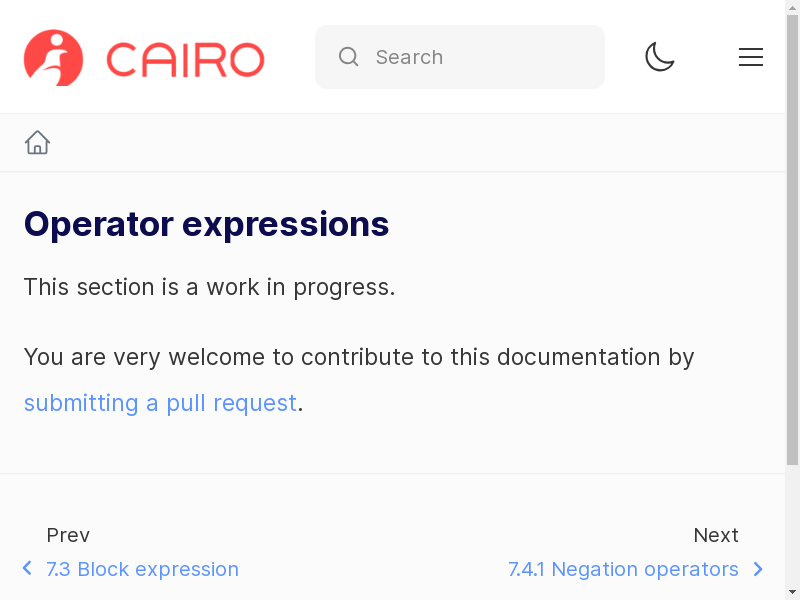 CAIRO
Search
Operator expressions
This section is a work in progress.
You are very welcome to contribute to this documentation by
submitting a pull request.
Prev
7.3 Block expression
Next
7.4.1 Negation operators